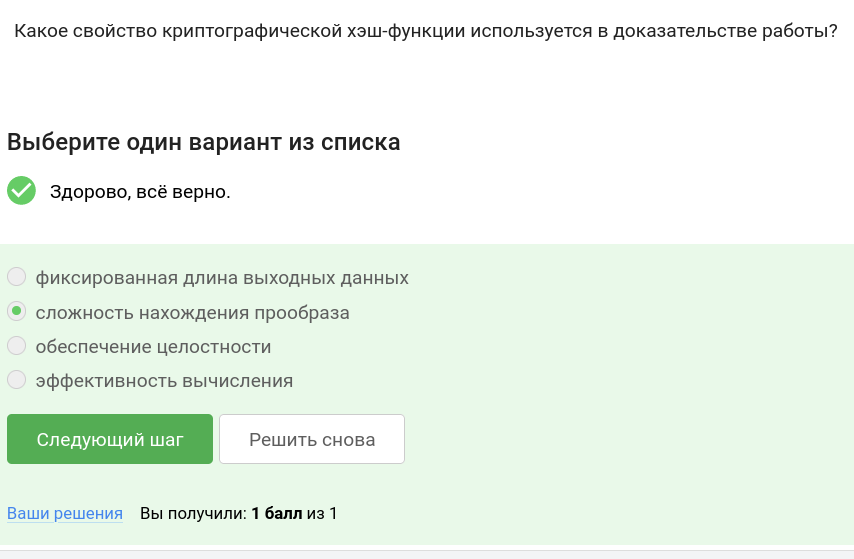 Какое свойство криптографической хэш-функции используется в доказательстве работы?
Выберите один вариант из списка
Здорово, всё верно.
фиксированная длина выходных данных
сложность нахождения прообраза
обеспечение целостности
эффективность вычисления
Следующий шаг Решить снова
Ваши решения Вы получили: 1 балл из 1